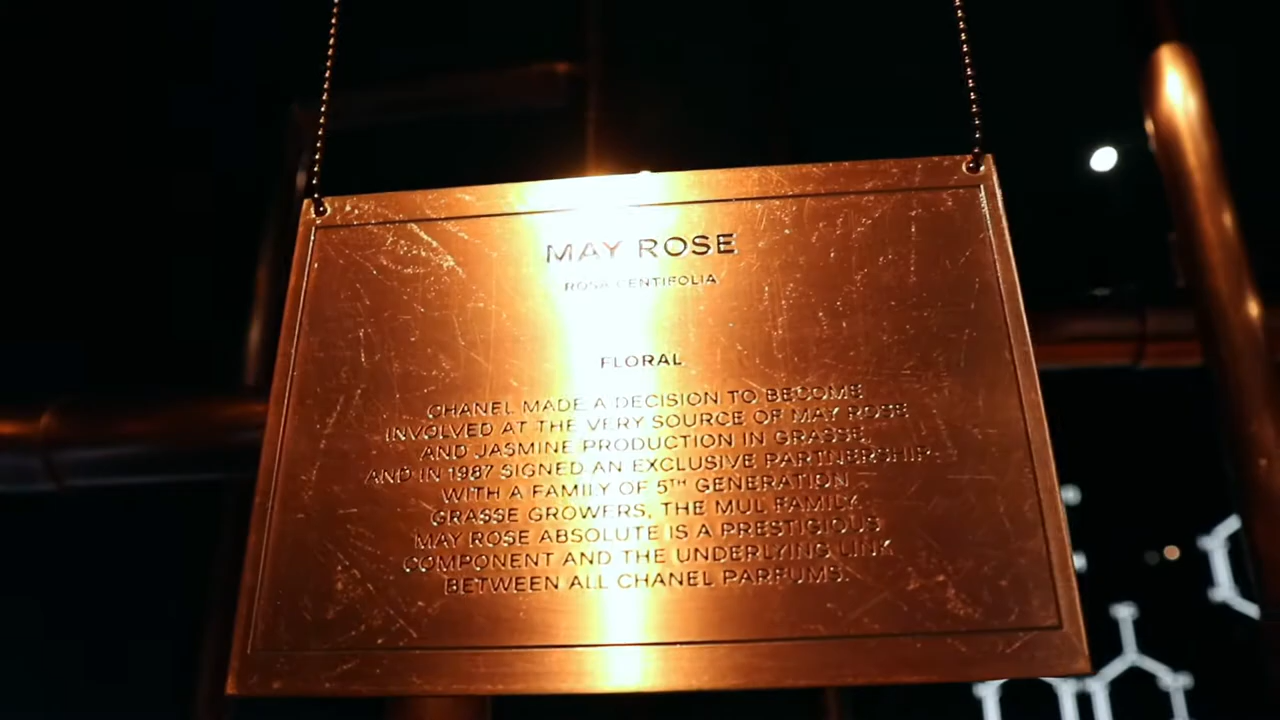 MAY ROSE
ROSA CENTIFOLIA
FLORAL
CHANEL MADE A DECISION TO BECOME
INVOLVED AT THE VERY SOURCE OF MAY ROSE
AND JASMINE PRODUCTION IN GRASSE,
AND IN 1987 SIGNED AN EXCLUSIVE PARTNERSHIP
WITH A FAMILY OF 5TH GENERATION
GRASSE GROWERS, THE MUL FAMILY.
MAY ROSE ABSOLUTE IS A PRESTIGIOUS
COMPONENT AND THE UNDERLYING LINK
BETWEEN ALL CHANEL PARFUMS.